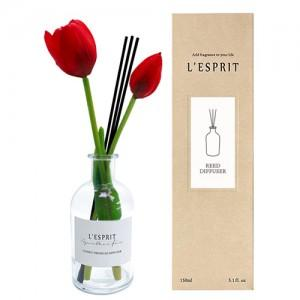 Add fragrance to your life
L'ESPRIT
REED
DIFFUSER
150ml 5.1 fl. oz
L'ESPRIT